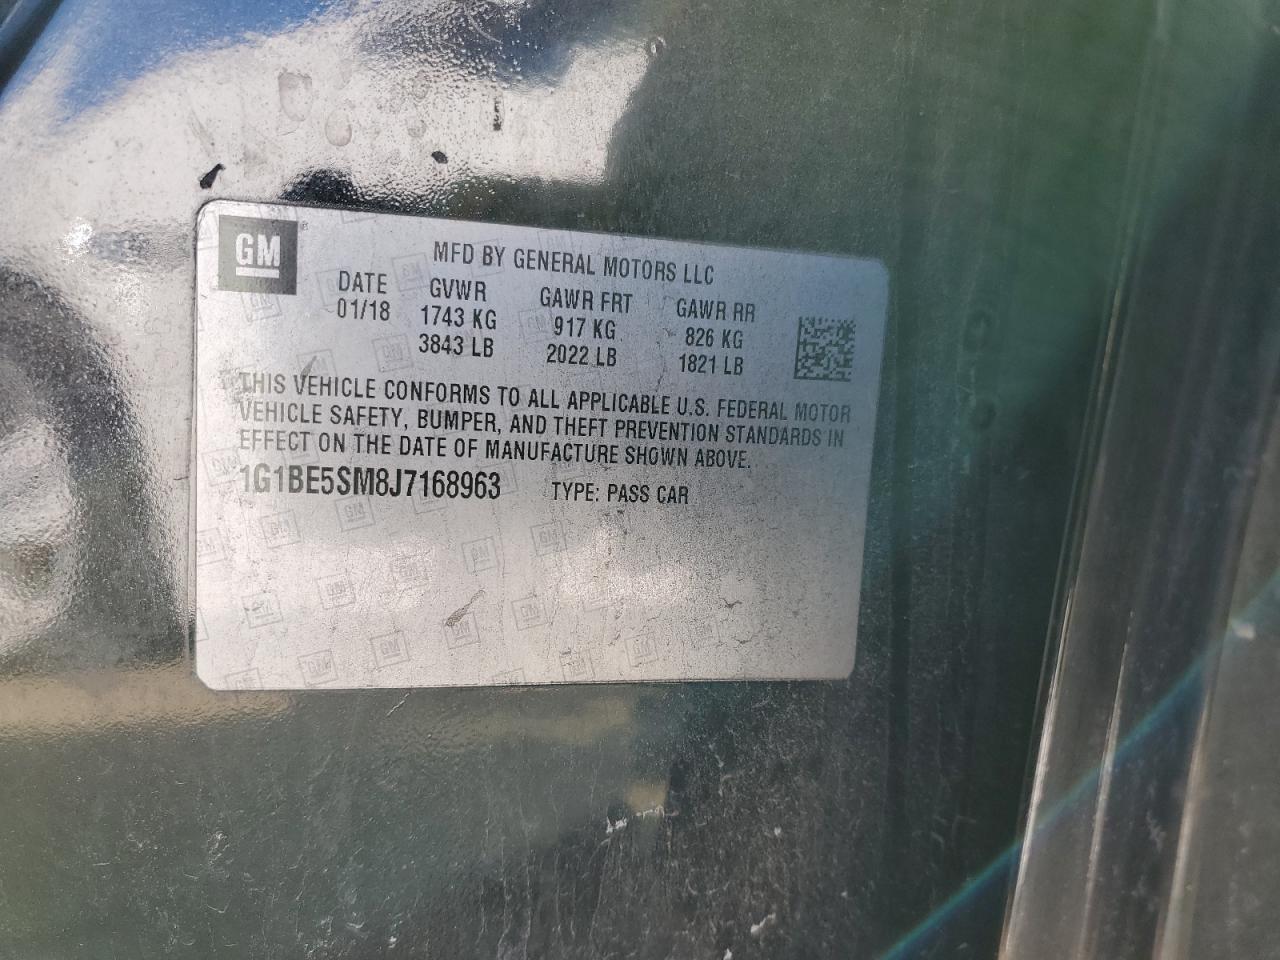 GM
MFD BY GENERAL MOTORS LLC
DATE GVWR GAWR FRT GAWR RR
01/18 1743 KG 917 KG 826 KG
3843 LB 2022 LB 1821 LB
THIS VEHICLE CONFORMS TO ALL APPLICABLE U.S. FEDERAL MOTOR
VEHICLE SAFETY, BUMPER, AND THEFT PREVENTION STANDARDS IN
EFFECT ON THE DATE OF MANUFACTURE SHOWN ABOVE.
1G1BE5SM8J7168963 TYPE: PASS CAR